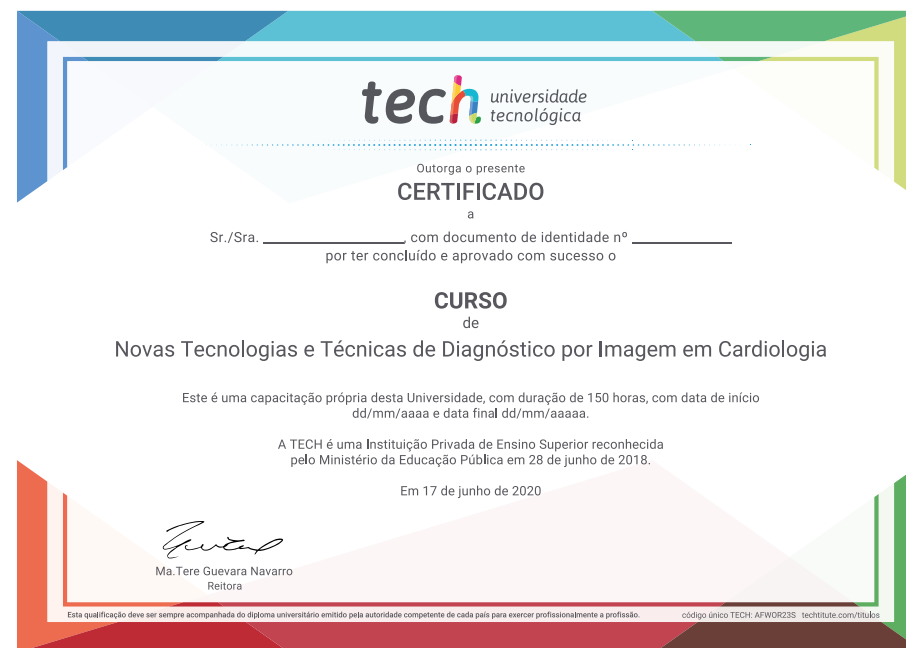 tech universidade
tecnológica
Outorga o presente
CERTIFICADO
a
Sr./Sra. ____________, com documento de identidade nº ____________
por ter concluído e aprovado com sucesso o
CURSO
de
Novas Tecnologias e Técnicas de Diagnóstico por Imagem em Cardiologia
Este é uma capacitação própria desta Universidade, com duração de 150 horas, com data de início
dd/mm/aaaa e data final dd/mm/aaaaa.
A TECH é uma Instituição Privada de Ensino Superior reconhecida
pelo Ministério da Educação Pública em 28 de junho de 2018.
Em 17 de junho de 2020
Ma.Tere Guevara Navarro
Reitora
Esta qualificação deve ser sempre acompanhada do diploma universitário emitido pela autoridade competente de cada país para exercer profissionalmente a profissão. código único TECH: AFWOR23S techtitute.com/titulos